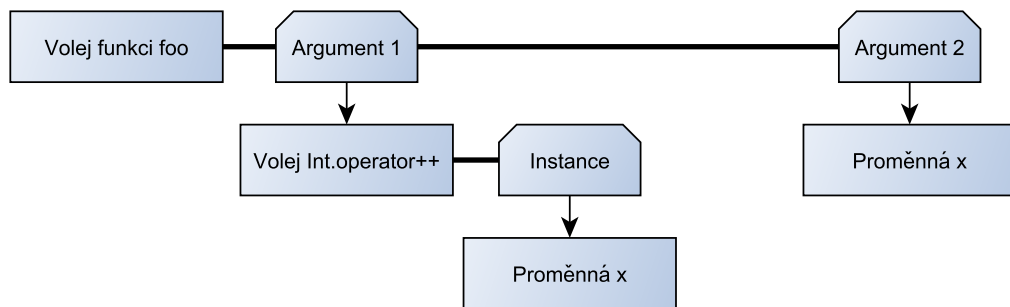 Volej funkci foo
Argument 1
Argument 2
Volej Int.operator++
Instance
Proměnná x
Proměnná x